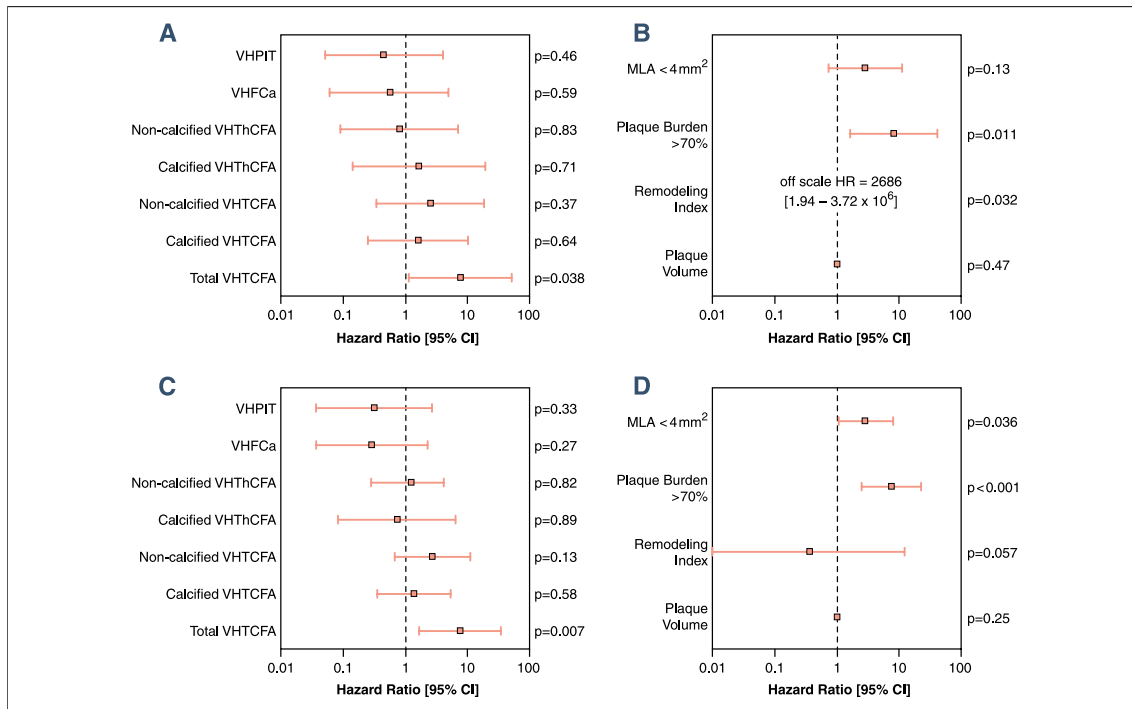 A
VHPIT
p=0.46
VHFCa
p=0.59
Non-calcified VHThCFA
p=0.83
Calcified VHThCFA
p=0.71
Non-calcified VHTCFA
p=0.37
Calcified VHTCFA
p=0.64
Total VHTCFA
p=0.038
0.01 0.1 1 10 100
Hazard Ratio [95% CI]
B
MLA < 4 mm²
p=0.13
Plaque Burden
>70%
p=0.011
off scale HR = 2686
[1.94 – 3.72 x 10⁶]
Remodeling
Index
p=0.032
Plaque
Volume
p=0.47
0.01 0.1 1 10 100
Hazard Ratio [95% CI]
C
VHPIT
p=0.33
VHFCa
p=0.27
Non-calcified VHThCFA
p=0.82
Calcified VHThCFA
p=0.89
Non-calcified VHTCFA
p=0.13
Calcified VHTCFA
p=0.58
Total VHTCFA
p=0.007
0.01 0.1 1 10 100
Hazard Ratio [95% CI]
D
MLA < 4 mm²
p=0.036
Plaque Burden
>70%
p<0.001
Remodeling
Index
p=0.057
Plaque
Volume
p=0.25
0.01 0.1 1 10 100
Hazard Ratio [95% CI]